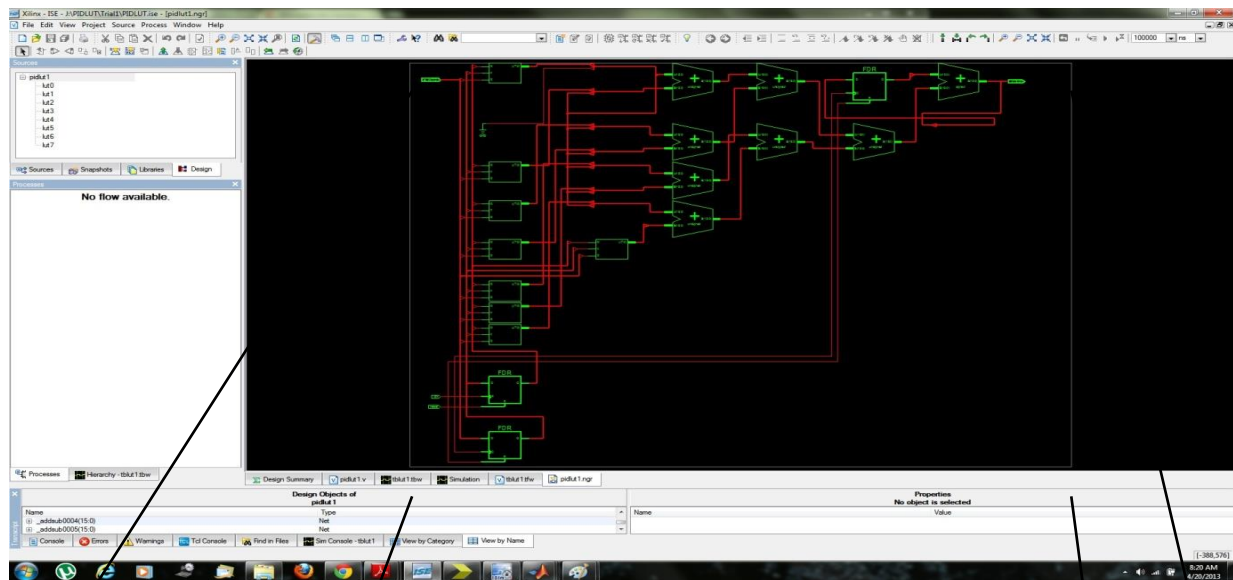 Xilinx - ISE - J:\PIDLUT\Trial1\PIDLUT.ise - [pidlut1.ngr]
File Edit View Project Source Process Window Help
100000 ns
Sources
pidlut1
lut0
lut1
lut2
lut3
lut4
lut5
lut6
lut7
Sources Snapshots Libraries Design
Processes
No flow available.
Processes Hierarchy - tblut1.tbw
FDR
FDR
FDR
Design Summary pidlut1.v tblut1.tbw Simulation tblut1.tfw pidlut1.ngr
Design Objects of
pidlut1
Properties
No object is selected
Name Type Name Value
_addsub0004(15:0) Net
_addsub0005(15:0) Net
Console Errors Warnings Tcl Console Find in Files Sim Console - tblut1 View by Category View by Name
[-388,576]
ISE
8:20 AM
4/20/2013